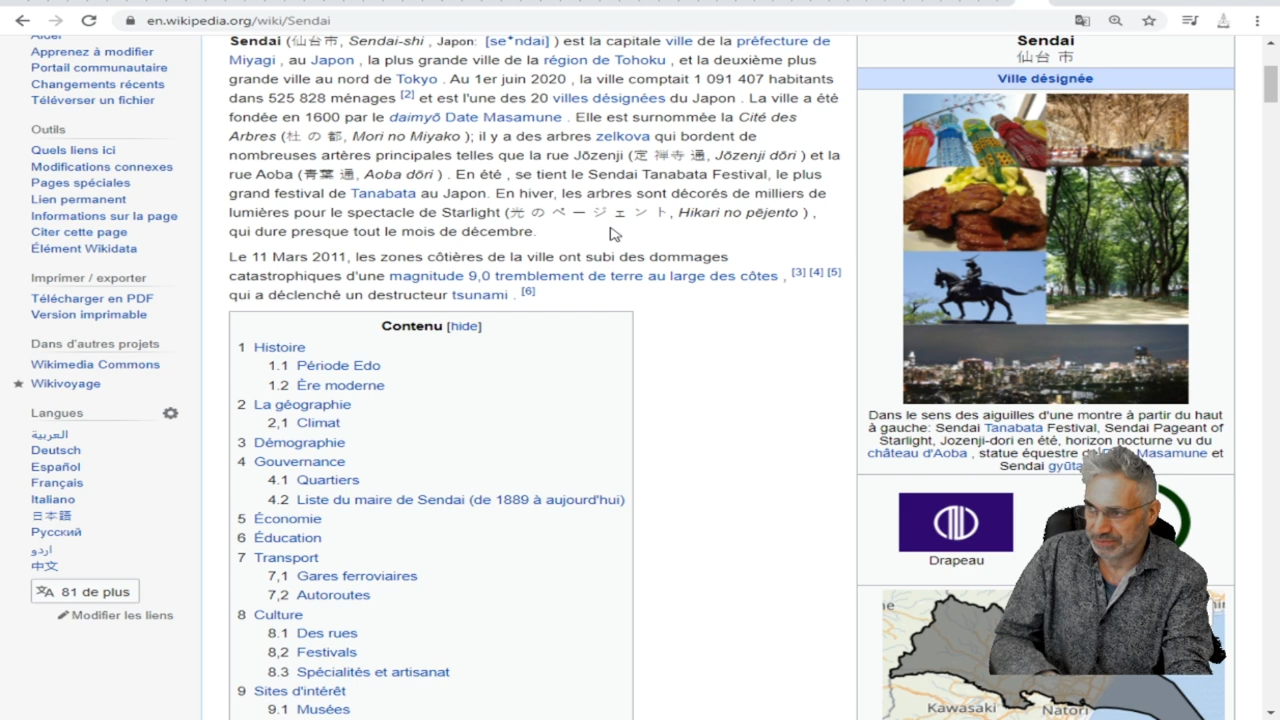 en.wikipedia.org/wiki/Sendai
Apprenez à modifier
Portail communautaire
Changements récents
Téléverser un fichier
Outils
Quels liens ici
Modifications connexes
Pages spéciales
Lien permanent
Informations sur la page
Citer cette page
Élément Wikidata
Imprimer / exporter
Télécharger en PDF
Version imprimable
Dans d'autres projets
Wikimedia Commons
Wikivoyage
Langues
العربية
Deutsch
Español
Français
Italiano
日本語
Русский
اردو
中文
81 de plus
Modifier les liens
Sendai (仙台市, Sendai-shi , Japon: [seꜜndai] ) est la capitale ville de la préfecture de
Miyagi , au Japon , la plus grande ville de la région de Tohoku , et la deuxième plus
grande ville au nord de Tokyo . Au 1er juin 2020 , la ville comptait 1 091 407 habitants
dans 525 828 ménages [2] et est l'une des 20 villes désignées du Japon . La ville a été
fondée en 1600 par le daimyō Date Masamune . Elle est surnommée la Cité des
Arbres (杜 の 都, Mori no Miyako ); il y a des arbres zelkova qui bordent de
nombreuses artères principales telles que la rue Jōzenji (定 禅寺 通, Jōzenji dōri ) et la
rue Aoba (青葉 通, Aoba dōri ) . En été , se tient le Sendai Tanabata Festival, le plus
grand festival de Tanabata au Japon. En hiver, les arbres sont décorés de milliers de
lumières pour le spectacle de Starlight (光 の ペ ー ジ ェ ン ト, Hikari no pējento ) ,
qui dure presque tout le mois de décembre.
Le 11 Mars 2011, les zones côtières de la ville ont subi des dommages
catastrophiques d'une magnitude 9,0 tremblement de terre au large des côtes , [3] [4] [5]
qui a déclenché un destructeur tsunami . [6]
Contenu [hide]
1 Histoire
1.1 Période Edo
1.2 Ère moderne
2 La géographie
2,1 Climat
3 Démographie
4 Gouvernance
4.1 Quartiers
4.2 Liste du maire de Sendai (de 1889 à aujourd'hui)
5 Économie
6 Éducation
7 Transport
7,1 Gares ferroviaires
7,2 Autoroutes
8 Culture
8.1 Des rues
8,2 Festivals
8.3 Spécialités et artisanat
9 Sites d'intérêt
9.1 Musées
Sendai
仙台 市
Ville désignée
Dans le sens des aiguilles d'une montre à partir du haut
à gauche: Sendai Tanabata Festival, Sendai Pageant of
Starlight, Jozenji-dori en été, horizon nocturne vu du
château d'Aoba , statue équestre Masamune et
Sendai
Drapeau
Kawasaki
Natori